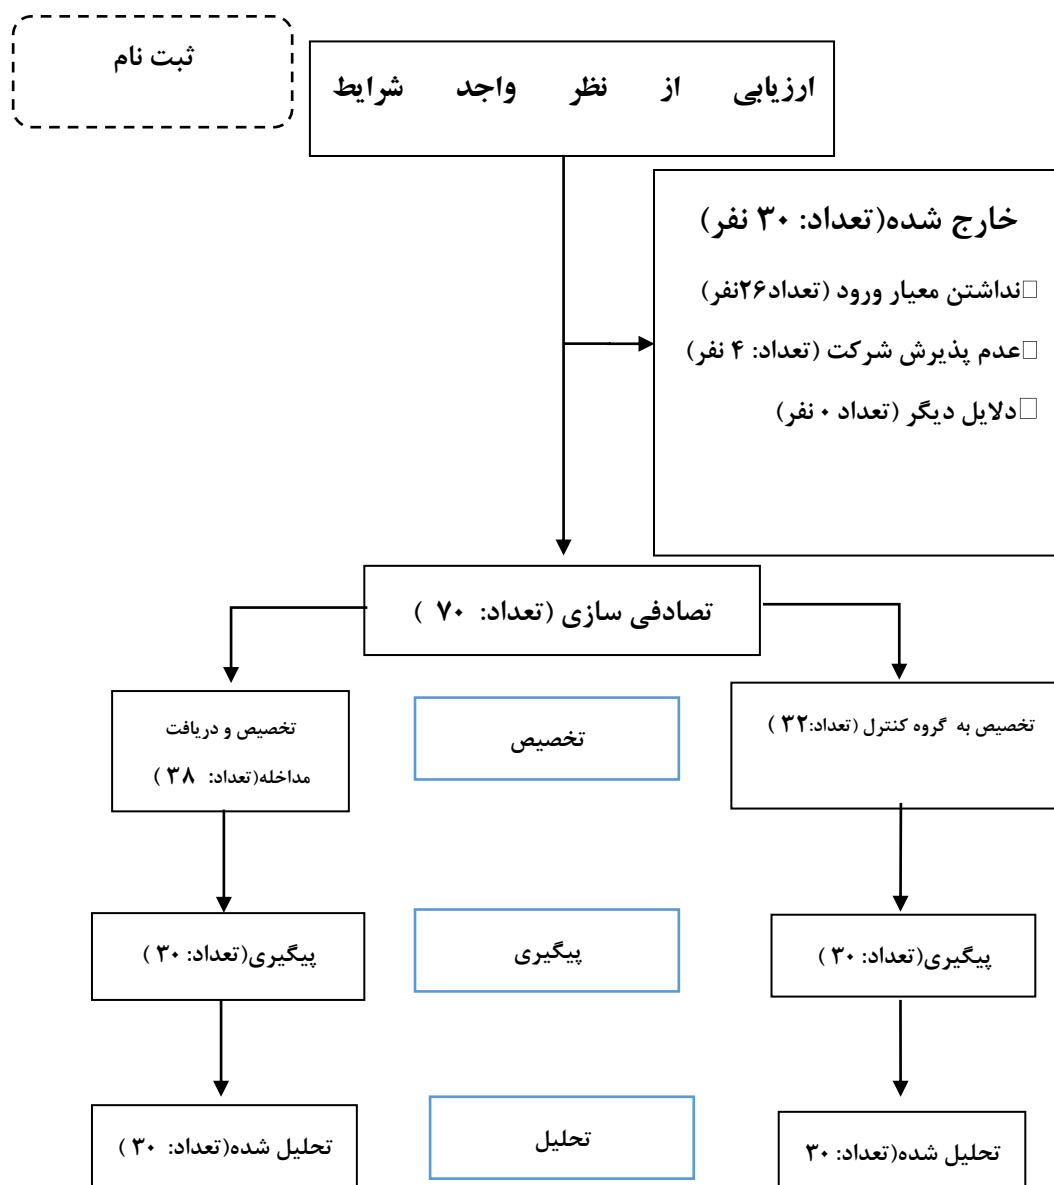 ثبت نام
ارزیابی از نظر واجد شرایط
خارج شده(تعداد: ۳۰ نفر)
□نداشتن معیار ورود (تعداد۲۶نفر)
□عدم پذیرش شرکت (تعداد: ۴ نفر)
□دلایل دیگر (تعداد ۰ نفر)
تصادفی سازی (تعداد: ۷۰ )
تخصیص به گروه کنترل (تعداد:۳۲ )
تخصیص
تخصیص و دریافت
مداخله(تعداد: ۳۸ )
پیگیری(تعداد: ۳۰ )
پیگیری
پیگیری(تعداد: ۳۰ )
تحلیل شده(تعداد: ۳۰
تحلیل
تحلیل شده(تعداد: ۳۰ )